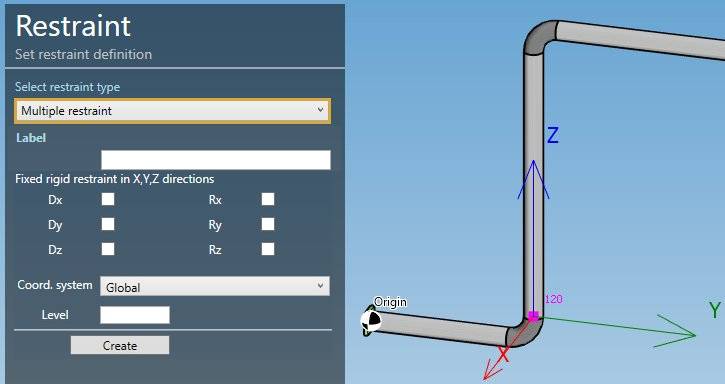 Restraint
Set restraint definition
Select restraint type
Multiple restraint
Label
Fixed rigid restraint in X,Y,Z directions
Dx Rx
Dy Ry
Dz Rz
Coord. system Global
Level
Create
Z
Origin
120
Y
X